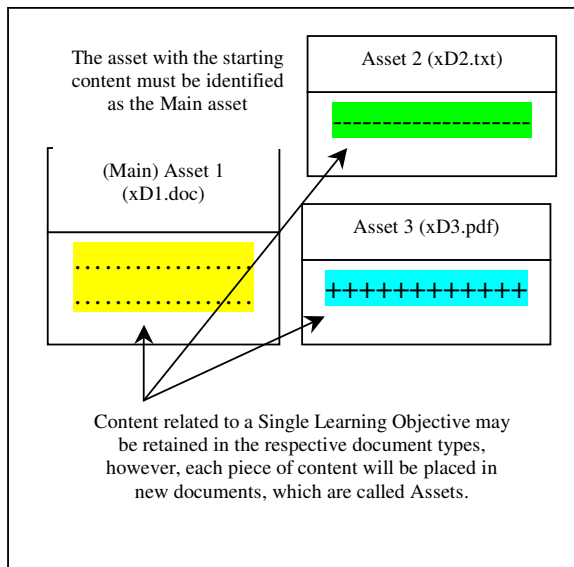 The asset with the starting
content must be identified
as the Main asset
Asset 2 (xD2.txt)
------------------
(Main) Asset 1
(xD1.doc)
Asset 3 (xD3.pdf)
..................
..................
++++++++++++
Content related to a Single Learning Objective may
be retained in the respective document types,
however, each piece of content will be placed in
new documents, which are called Assets.